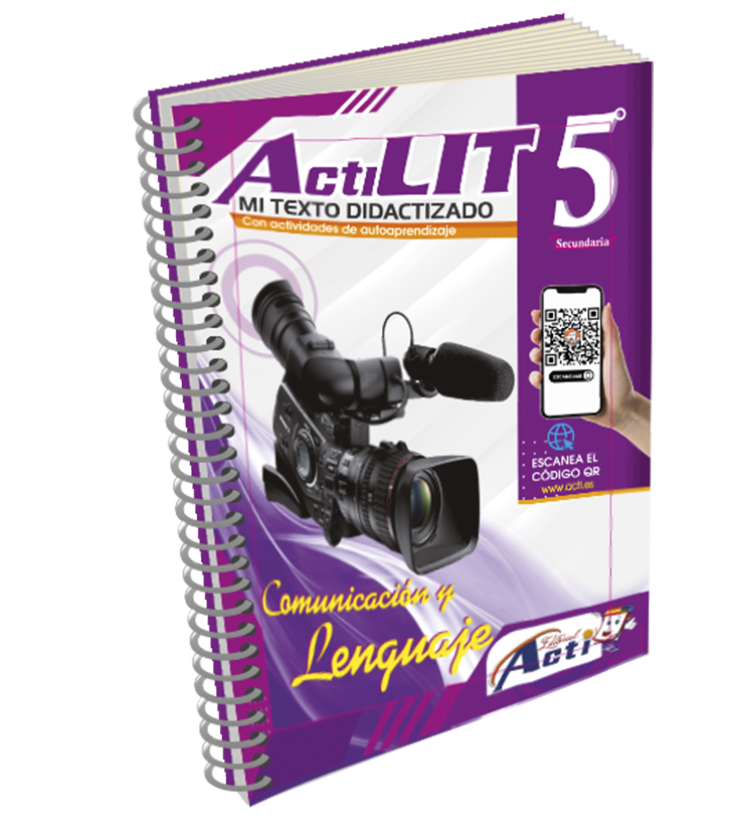 ActiLIT
MI TEXTO DIDACTIZADO
Con actividades de autoaprendizaje
5°
Secundaria
ESCANEA EL
CÓDIGO QR
www.acti.es
Comunicación y
Lenguaje
Editorial
Acti